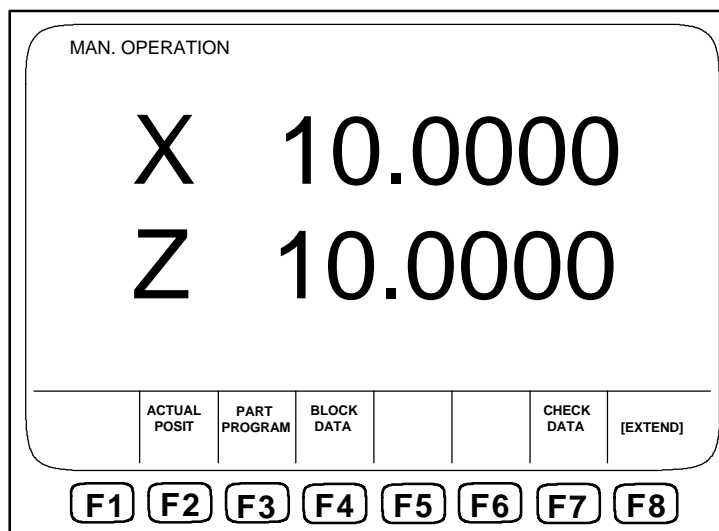 MAN. OPERATION
X 10.0000
Z 10.0000
ACTUAL POSIT
PART PROGRAM
BLOCK DATA
CHECK DATA
[EXTEND]
F1 F2 F3 F4 F5 F6 F7 F8